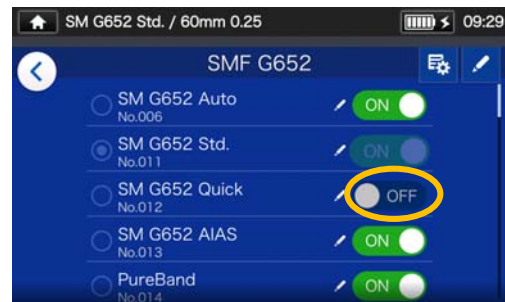 SM G652 Std. / 60mm 0.25 09:29
SMF G652
SM G652 Auto
No.006
ON
SM G652 Std.
No.011
ON
SM G652 Quick
No.012
OFF
SM G652 AIAS
No.013
ON
PureBand
No.014
ON